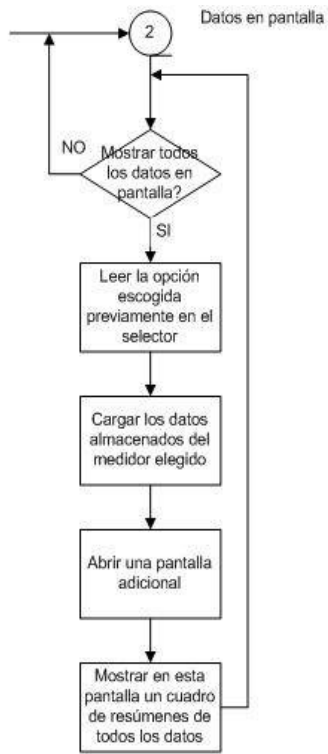 Datos en pantalla
2
NO
Mostrar todos
los datos en
pantalla?
SI
Leer la opción
escogida
previamente en el
selector
Cargar los datos
almacenados del
medidor elegido
Abrir una pantalla
adicional
Mostrar en esta
pantalla un cuadro
de resúmenes de
todos los datos